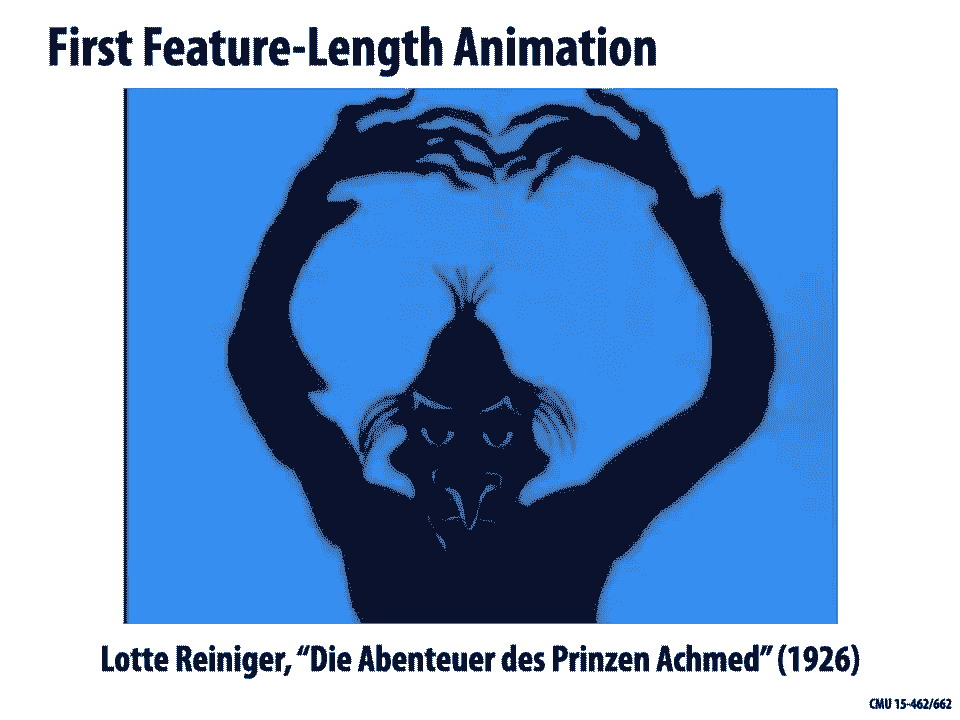 First Feature-Length Animation
Lotte Reiniger, “Die Abenteuer des Prinzen Achmed” (1926)
CMU 15-462/662